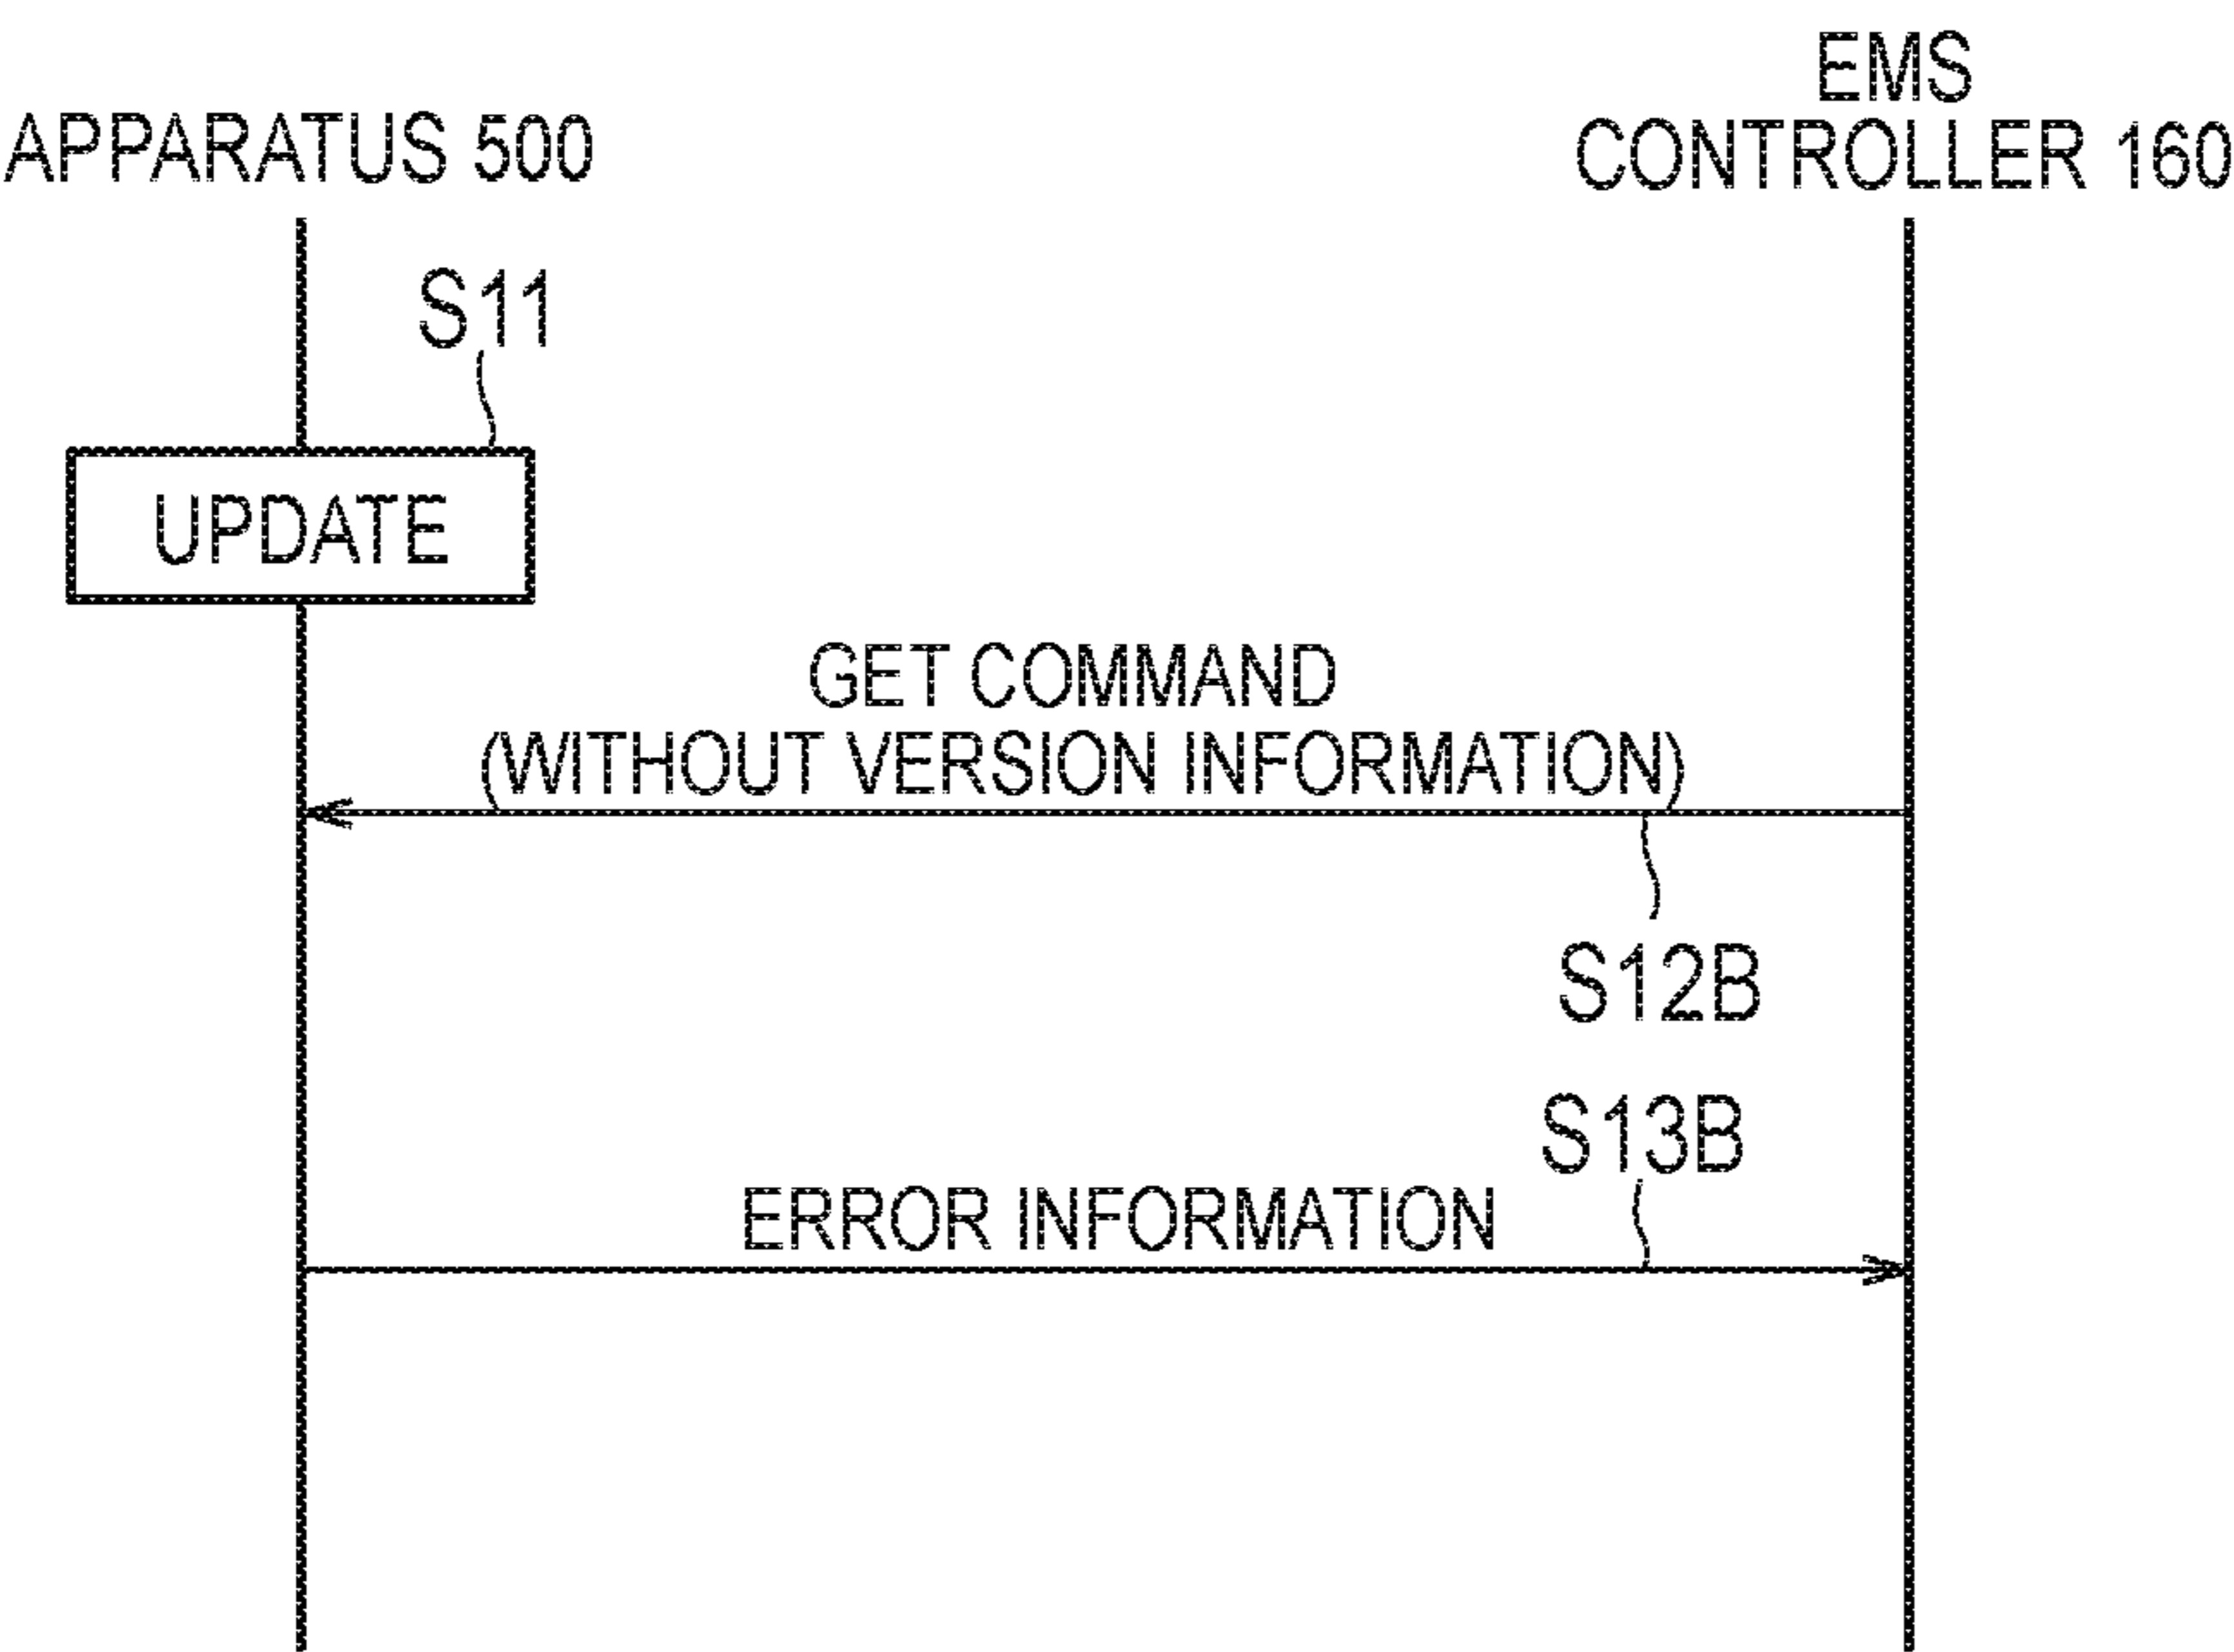 APPARATUS 500
EMS
CONTROLLER 160
S11
UPDATE
GET COMMAND
(WITHOUT VERSION INFORMATION)
S12B
S13B
ERROR INFORMATION